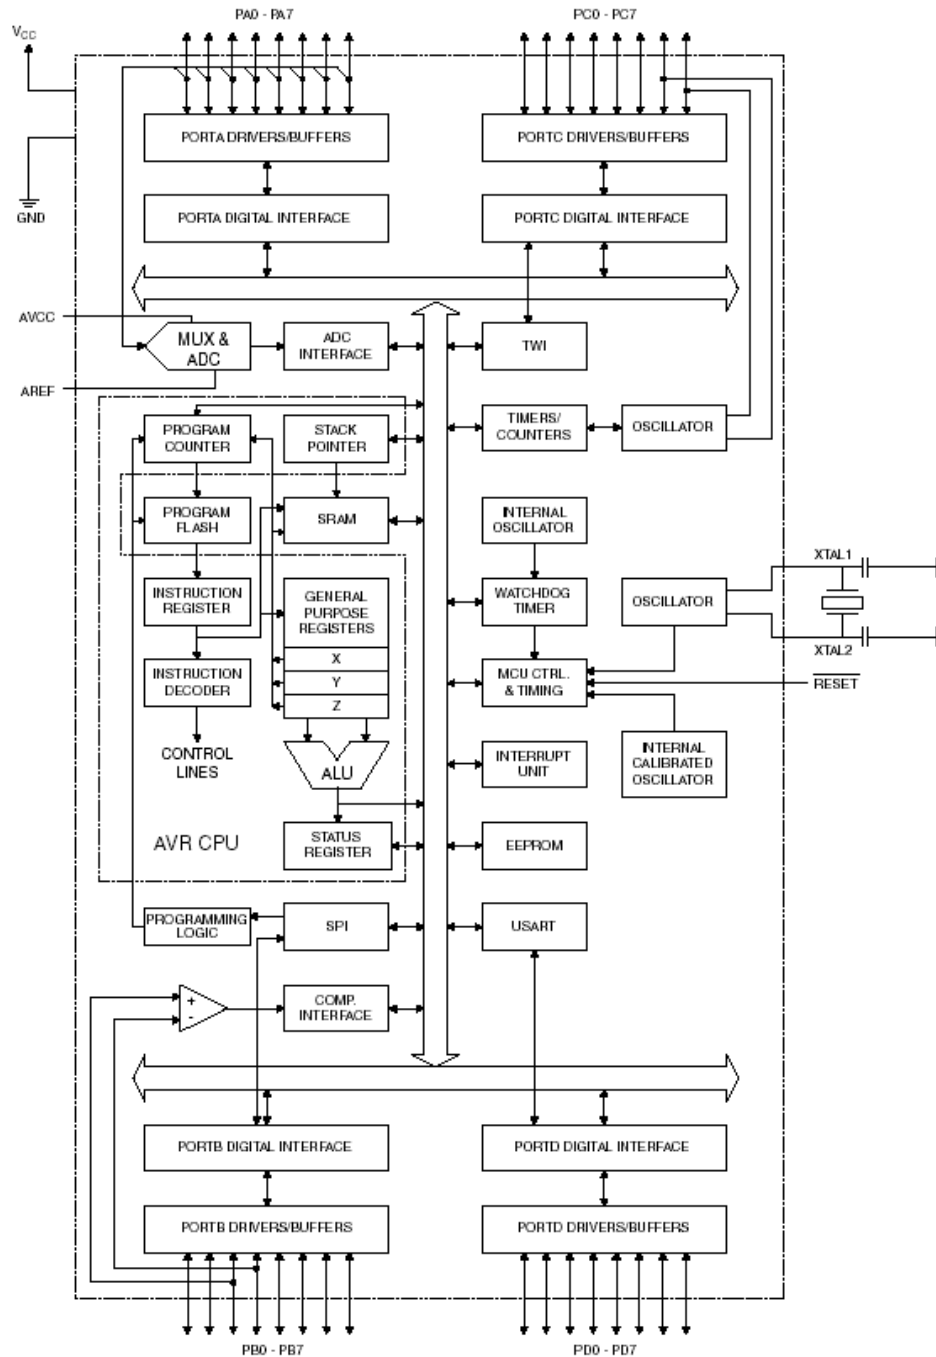 PA0 - PA7
PC0 - PC7
VCC
PORTA DRIVERS/BUFFERS
PORTC DRIVERS/BUFFERS
GND
PORTA DIGITAL INTERFACE
PORTC DIGITAL INTERFACE
AVCC
MUX &
ADC
ADC
INTERFACE
TWI
AREF
PROGRAM
COUNTER
STACK
POINTER
TIMERS/
COUNTERS
OSCILLATOR
PROGRAM
FLASH
SRAM
INTERNAL
OSCILLATOR
XTAL1
INSTRUCTION
REGISTER
GENERAL
PURPOSE
REGISTERS
WATCHDOG
TIMER
OSCILLATOR
XTAL2
X
INSTRUCTION
DECODER
Y
MCU CTRL.
& TIMING
RESET
Z
CONTROL
LINES
ALU
INTERRUPT
UNIT
INTERNAL
CALIBRATED
OSCILLATOR
AVR CPU
STATUS
REGISTER
EEPROM
PROGRAMMING
LOGIC
SPI
USART
+
-
COMP.
INTERFACE
PORTB DIGITAL INTERFACE
PORTD DIGITAL INTERFACE
PORTB DRIVERS/BUFFERS
PORTD DRIVERS/BUFFERS
PB0 - PB7
PD0 - PD7